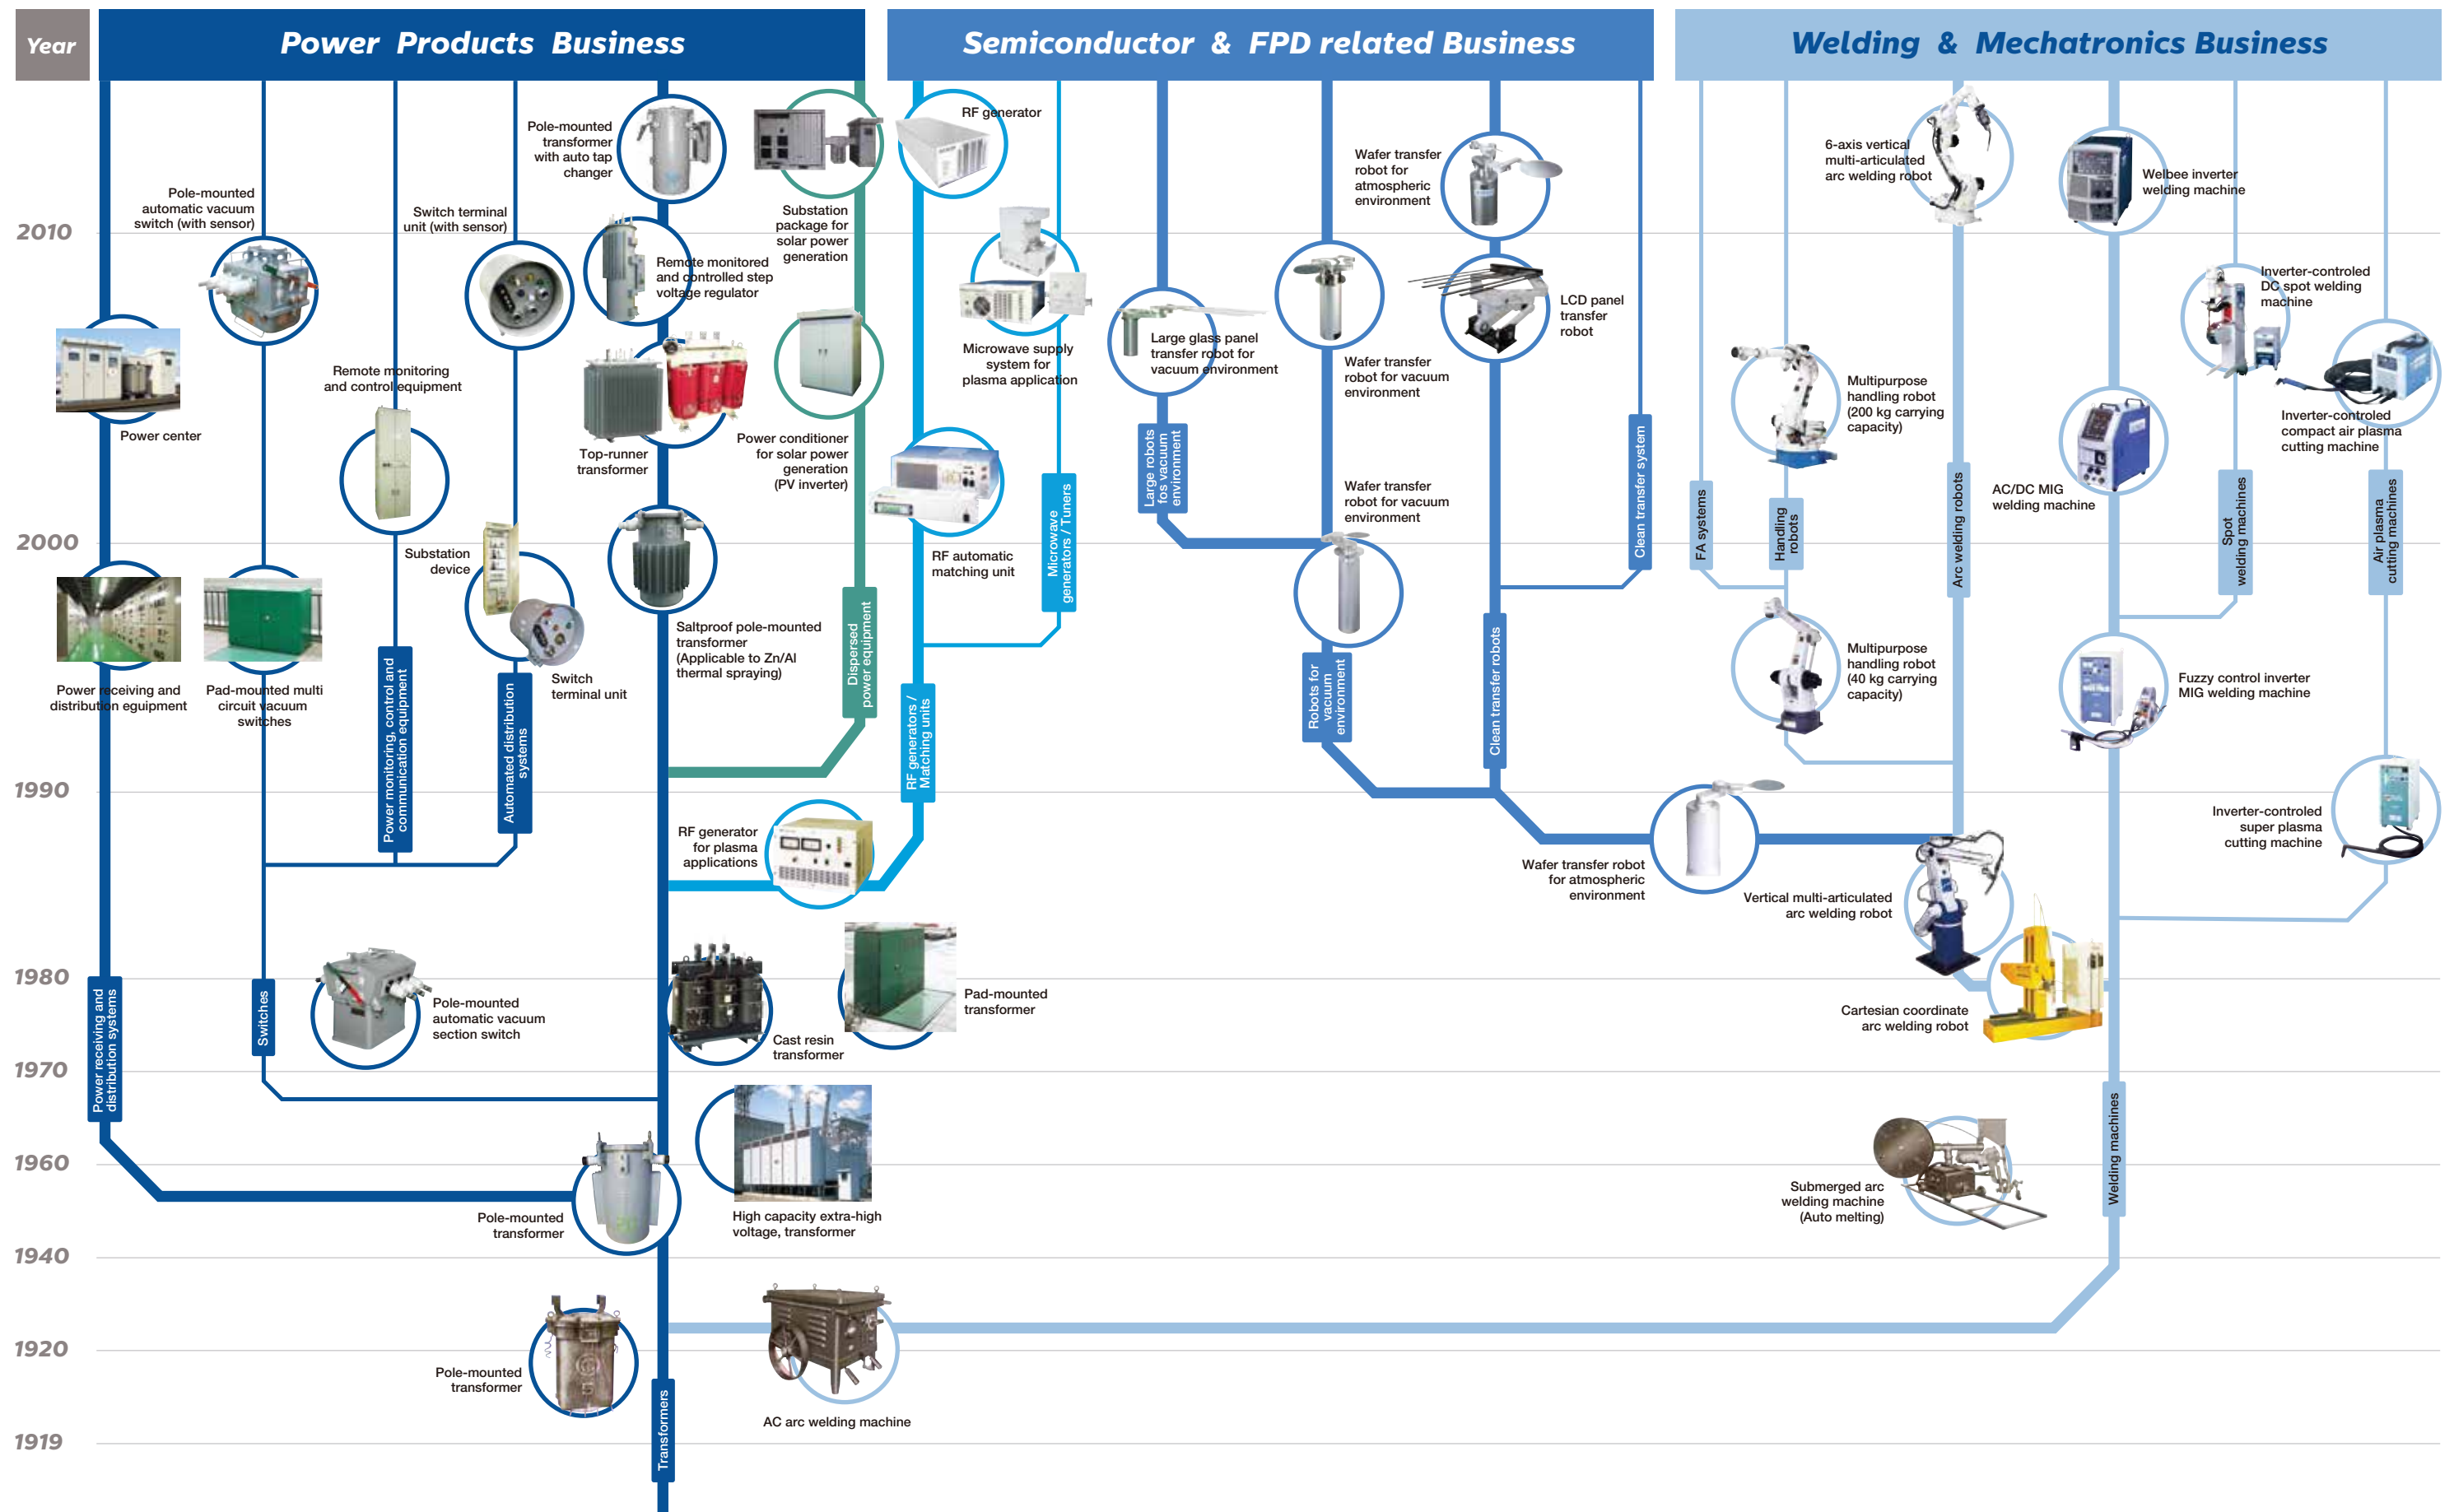 Year
Power Products Business
Semiconductor & FPD related Business
Welding & Mechatronics Business
2010
2000
1990
1980
1970
1960
1940
1920
1919
Pole-mounted
automatic vacuum
switch (with sensor)
Switch terminal
unit (with sensor)
Pole-mounted
transformer
with auto tap
changer
Substation
package for
solar power
generation
Remote monitored
and controlled step
voltage regulator
Power center
Remote monitoring
and control equipment
Top-runner
transformer
Power conditioner
for solar power
generation
(PV inverter)
Substation
device
Switch
terminal unit
Power receiving and
distribution eguipment
Pad-mounted multi
circuit vacuum
switches
Saltproof pole-mounted
transformer
(Applicable to Zn/Al
thermal spraying)
Dispersed
power equipment
Power monitoring, control and
communication equipment
Automated distribution
systems
RF generator
for plasma
applications
Power receiving and
distribution systems
Switches
Pole-mounted
automatic vacuum
section switch
Cast resin
transformer
Pad-mounted
transformer
Pole-mounted
transformer
High capacity extra-high
voltage, transformer
Pole-mounted
transformer
AC arc welding machine
Transformers
RF generator
Microwave supply
system for
plasma application
RF automatic
matching unit
Microwave
generators / Tuners
RF generators /
Matching units
Large glass panel
transfer robot for
vacuum environment
Large robots
fos vacuum
environment
Wafer transfer
robot for vacuum
environment
Wafer transfer
robot for vacuum
environment
Robots for
vacuum
environment
Wafer transfer
robot for
atmospheric
environment
LCD panel
transfer
robot
Clean transfer system
Clean transfer robots
Wafer transfer robot
for atmospheric
environment
6-axis vertical
multi-articulated
arc welding robot
Welbee inverter
welding machine
Inverter-controled
DC spot welding
machine
Multipurpose
handling robot
(200 kg carrying
capacity)
Inverter-controled
compact air plasma
cutting machine
AC/DC MIG
welding machine
FA systems
Handling
robots
Arc welding robots
Spot
welding machines
Air plasma
cutting machines
Multipurpose
handling robot
(40 kg carrying
capacity)
Fuzzy control inverter
MIG welding machine
Inverter-controled
super plasma
cutting machine
Vertical multi-articulated
arc welding robot
Cartesian coordinate
arc welding robot
Welding machines
Submerged arc
welding machine
(Auto melting)